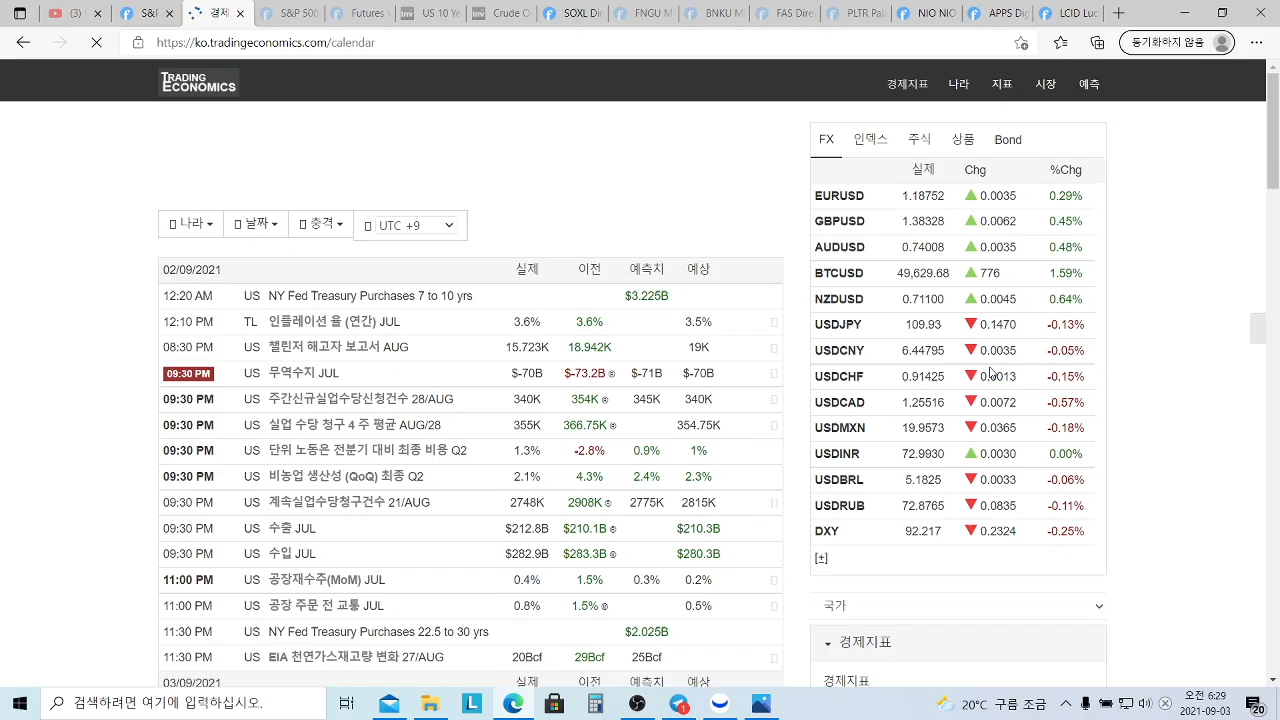 (3)
S&P
경제
S&P 500
Futures
US 10 Ye
Crude O
SOXL Di
FNGU M
BNKU M
FAS Dire
PLTR Pa
NIO NIO
APPS Dig
LCID Luc
https://ko.tradingeconomics.com/calendar
동기화하지 않음
TRADING
ECONOMICS
경제지표 나라 지표 시장 예측
FX 인덱스 주식 상품 Bond
실제 Chg %Chg
EURUSD 1.18752 0.0035 0.29%
GBPUSD 1.38328 0.0062 0.45%
AUDUSD 0.74008 0.0035 0.48%
BTCUSD 49,629.68 776 1.59%
NZDUSD 0.71100 0.0045 0.64%
USDJPY 109.93 0.1470 -0.13%
USDCNY 6.44795 0.0035 -0.05%
USDCHF 0.91425 0.0013 -0.15%
USDCAD 1.25516 0.0072 -0.57%
USDMXN 19.9573 0.0365 -0.18%
USDINR 72.9930 0.0030 0.00%
USDBRL 5.1825 0.0033 -0.06%
USDRUB 72.8765 0.0835 -0.11%
DXY 92.217 0.2324 -0.25%
[+]
국가
경제지표
경제지표
나라 날짜 충격 UTC +9
02/09/2021 실제 이전 예측치 예상
12:20 AM US NY Fed Treasury Purchases 7 to 10 yrs $3.225B
12:10 PM TL 인플레이션 율 (연간) JUL 3.6% 3.6% 3.5%
08:30 PM US 챌린저 해고자 보고서 AUG 15.723K 18.942K 19K
09:30 PM US 무역수지 JUL $-70B $-73.2B ® $-71B $-70B
09:30 PM US 주간신규실업수당신청건수 28/AUG 340K 354K ® 345K 340K
09:30 PM US 실업 수당 청구 4 주 평균 AUG/28 355K 366.75K ® 354.75K
09:30 PM US 단위 노동은 전분기 대비 최종 비용 Q2 1.3% -2.8% 0.9% 1%
09:30 PM US 비농업 생산성 (QoQ) 최종 Q2 2.1% 4.3% 2.4% 2.3%
09:30 PM US 계속실업수당청구건수 21/AUG 2748K 2908K ® 2775K 2815K
09:30 PM US 수출 JUL $212.8B $210.1B ® $210.3B
09:30 PM US 수입 JUL $282.9B $283.3B ® $280.3B
11:00 PM US 공장재수주(MoM) JUL 0.4% 1.5% 0.3% 0.2%
11:00 PM US 공장 주문 전 교통 JUL 0.8% 1.5% ® 0.5%
11:30 PM US NY Fed Treasury Purchases 22.5 to 30 yrs $2.025B
11:30 PM US EIA 천연가스재고량 변화 27/AUG 20Bcf 29Bcf 25Bcf
03/09/2021 실제 이전 예측치 예상
검색하려면 여기에 입력하십시오.
20°C 구름 조금
오전 6:29
2021-09-03
20